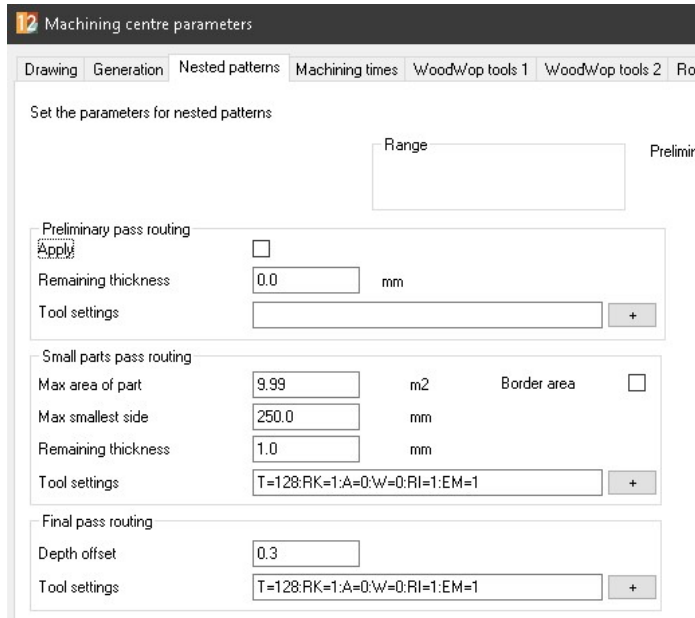 12 Machining centre parameters
Drawing Generation Nested patterns Machining times WoodWop tools 1 WoodWop tools 2 Ro
Set the parameters for nested patterns
Range
Prelimin
Preliminary pass routing
Apply
Remaining thickness 0.0 mm
Tool settings +
Small parts pass routing
Max area of part 9.99 m2 Border area
Max smallest side 250.0 mm
Remaining thickness 1.0 mm
Tool settings T=128:RK=1:A=0:W=0:RI=1:EM=1 +
Final pass routing
Depth offset 0.3
Tool settings T=128:RK=1:A=0:W=0:RI=1:EM=1 +